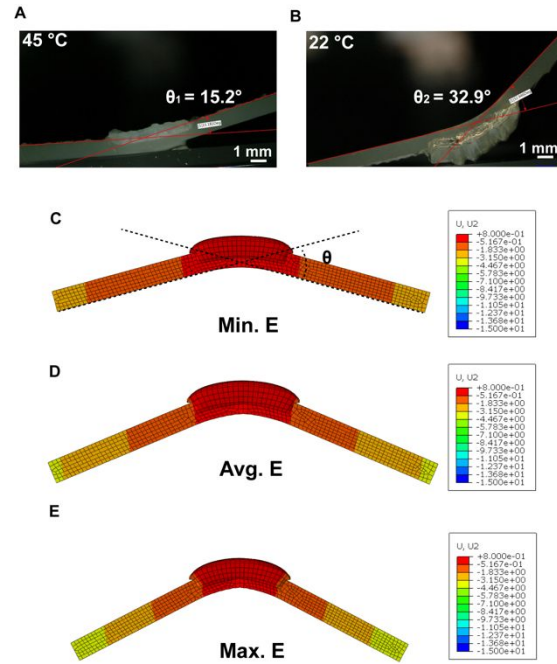 A
45 °C
θ₁ = 15.2°
1 mm
B
22 °C
θ₂ = 32.9°
1 mm
C
θ
Min. E
U, U2
+8.000e-01
-5.167e-01
-1.833e+00
-3.150e+00
-4.467e+00
-5.783e+00
-7.100e+00
-8.417e+00
-9.733e+00
-1.105e+01
-1.237e+01
-1.368e+01
-1.500e+01
D
Avg. E
U, U2
+8.000e-01
-5.167e-01
-1.833e+00
-3.150e+00
-4.467e+00
-5.783e+00
-7.100e+00
-8.417e+00
-9.733e+00
-1.105e+01
-1.237e+01
-1.368e+01
-1.500e+01
E
Max. E
U, U2
+8.000e-01
-5.167e-01
-1.833e+00
-3.150e+00
-4.467e+00
-5.783e+00
-7.100e+00
-8.417e+00
-9.733e+00
-1.105e+01
-1.237e+01
-1.368e+01
-1.500e+01